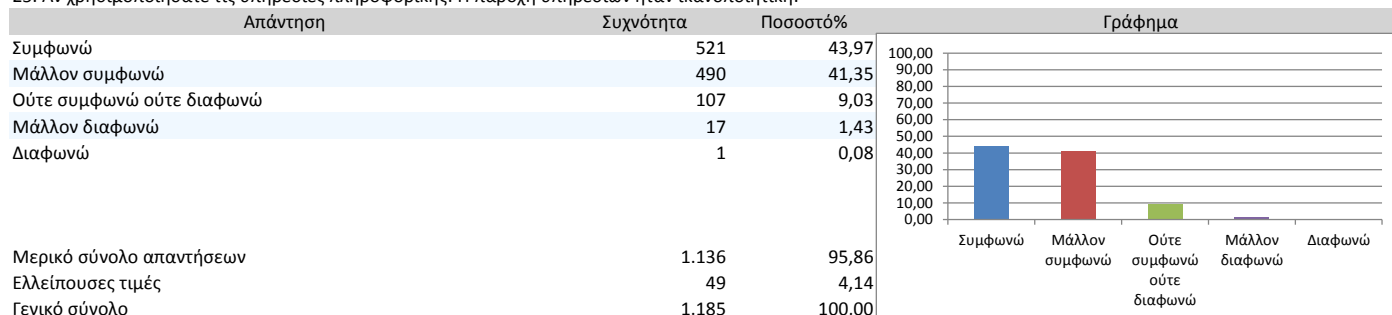 Απάντηση Συχνότητα Ποσοστό% Γράφημα
Συμφωνώ 521 43,97
Μάλλον συμφωνώ 490 41,35
Ούτε συμφωνώ ούτε διαφωνώ 107 9,03
Μάλλον διαφωνώ 17 1,43
Διαφωνώ 1 0,08
Μερικό σύνολο απαντήσεων 1.136 95,86
Ελλείπουσες τιμές 49 4,14
Γενικό σύνολο 1.185 100,00
100,00
90,00
80,00
70,00
60,00
50,00
40,00
30,00
20,00
10,00
0,00
Συμφωνώ Μάλλον Ούτε Μάλλον Διαφωνώ
συμφωνώ συμφωνώ διαφωνώ
ούτε
διαφωνώ